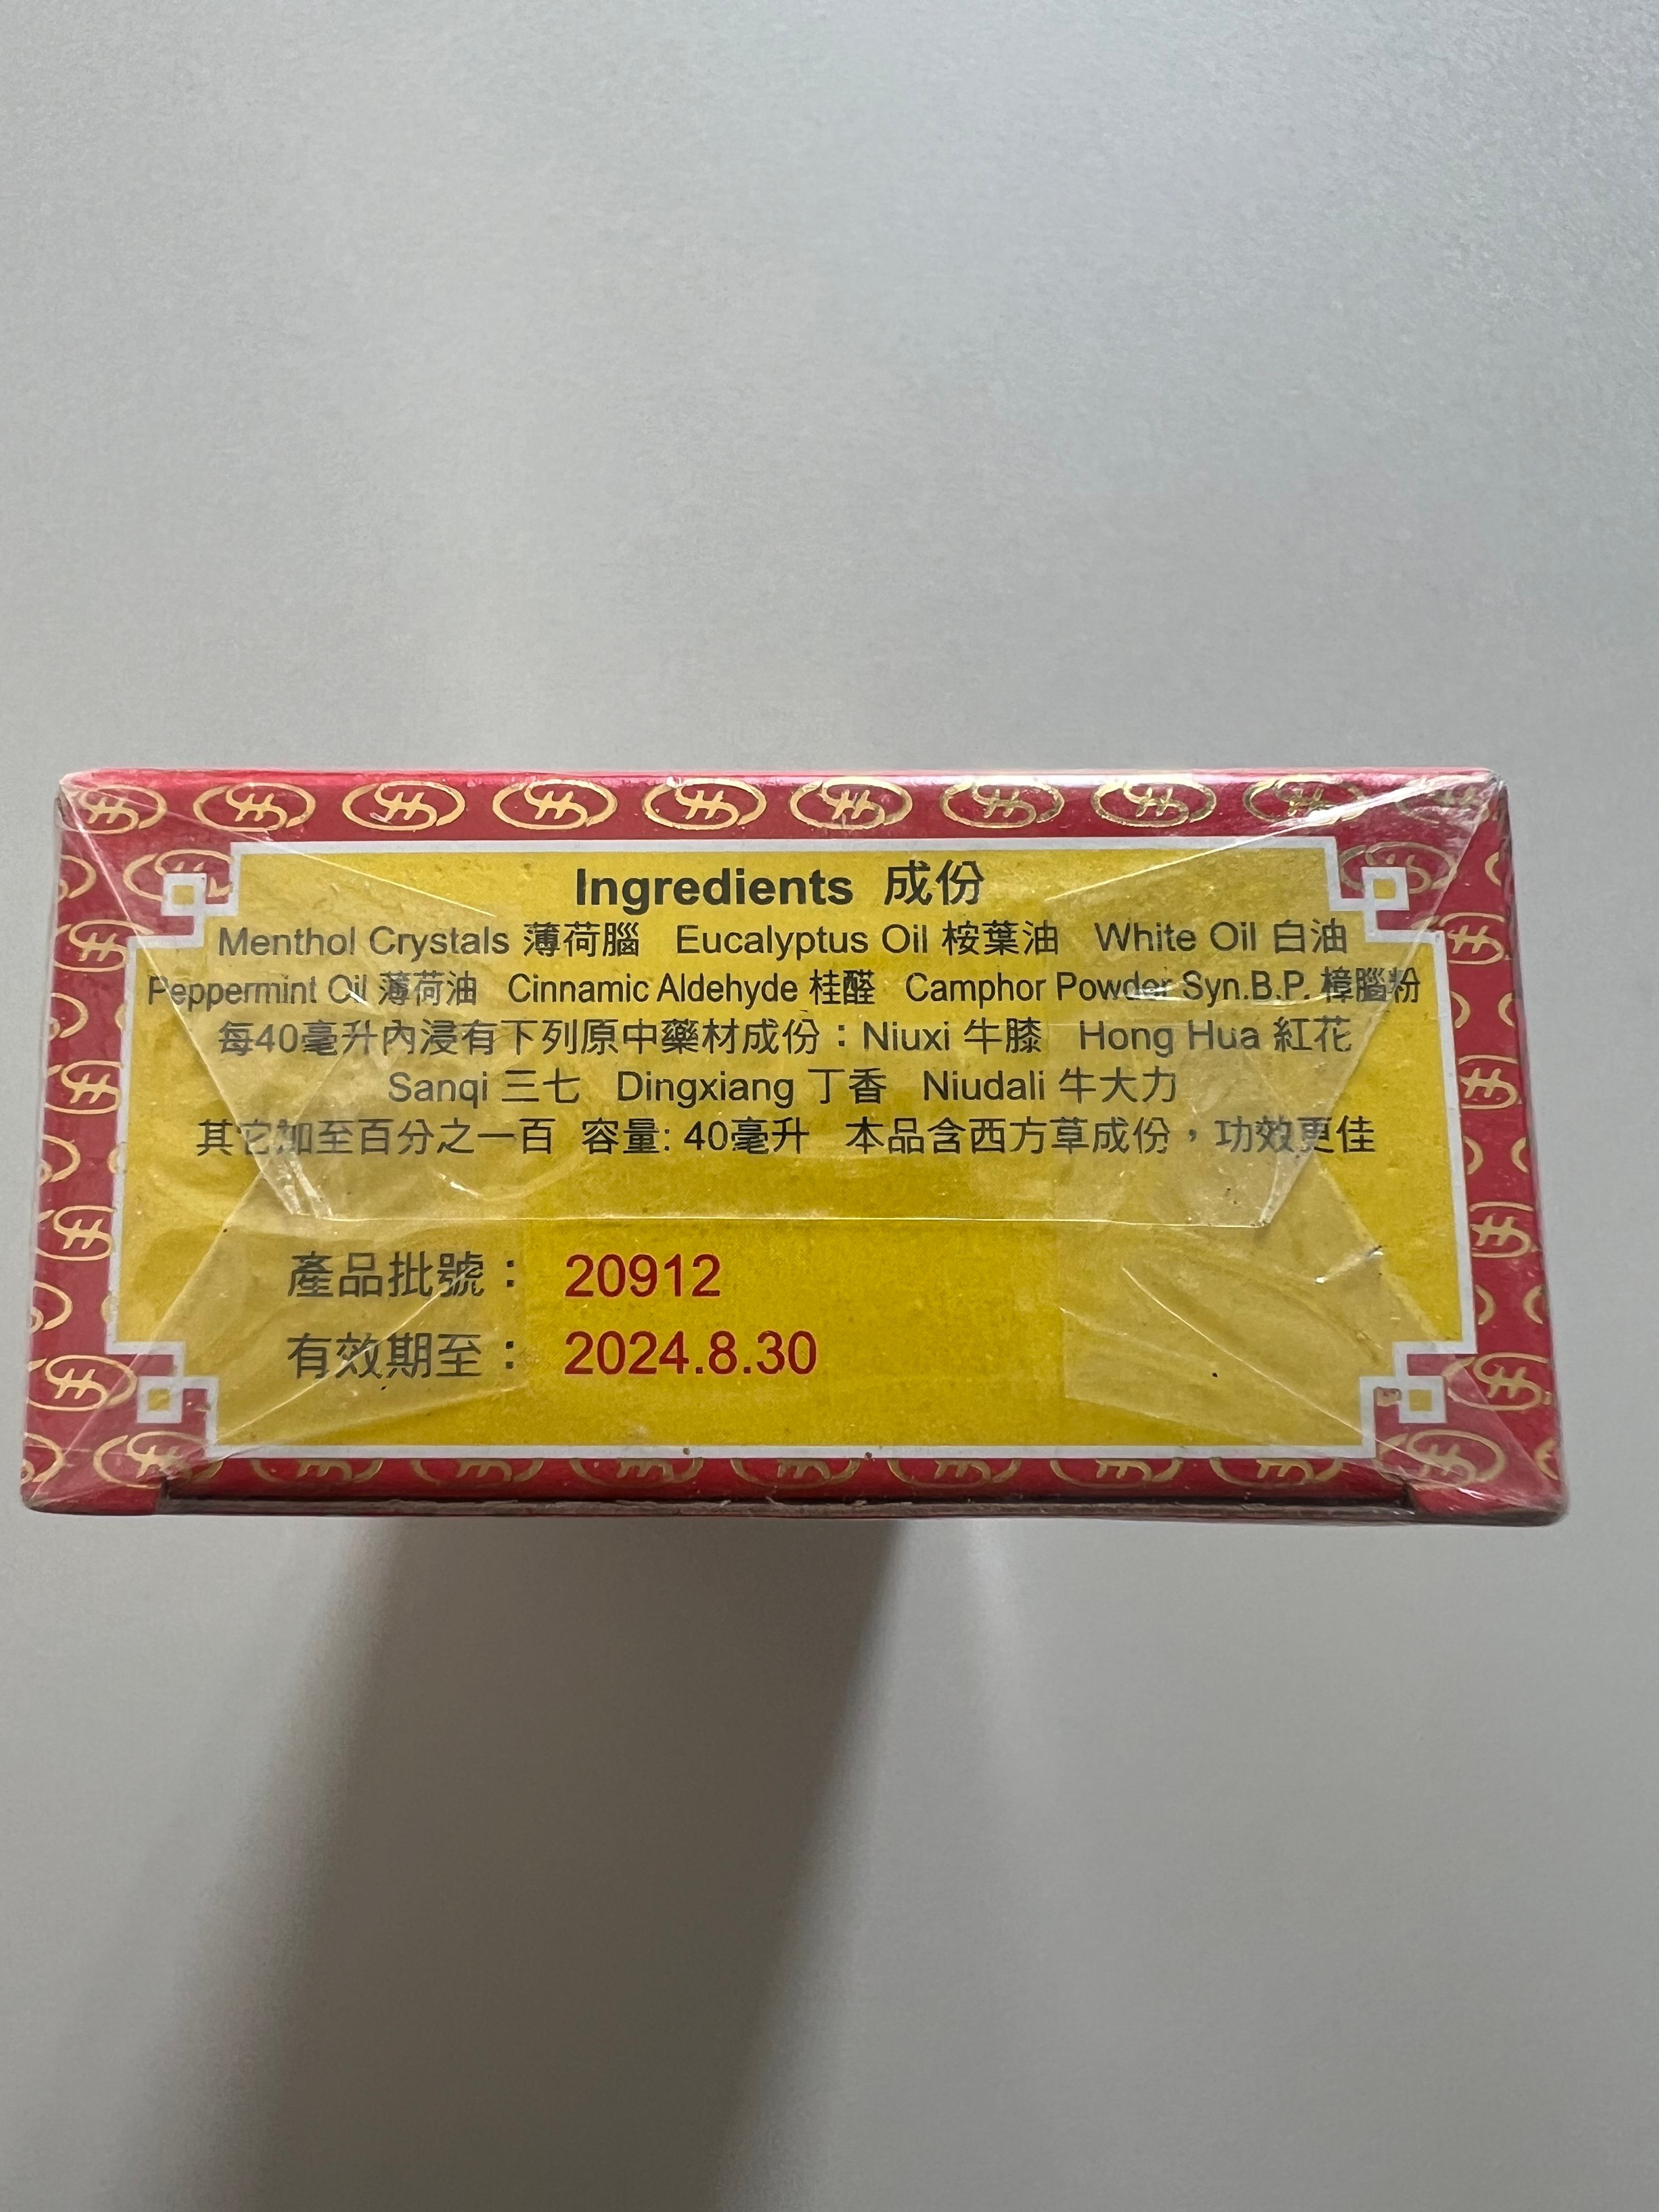 Ingredients 成份
Menthol Crystals 薄荷腦 Eucalyptus Oil 桉葉油 White Oil 白油
Peppermint Oil 薄荷油 Cinnamic Aldehyde 桂醛 Camphor Powder Syn.B.P. 樟腦粉
每40毫升內浸有下列原中藥材成份：Niuxi 牛膝 Hong Hua 紅花
Sanqi 三七 Dingxiang 丁香 Niudali 牛大力
其它加至百分之一百 容量: 40毫升 本品含西方草成份，功效更佳
產品批號： 20912
有效期至： 2024.8.30